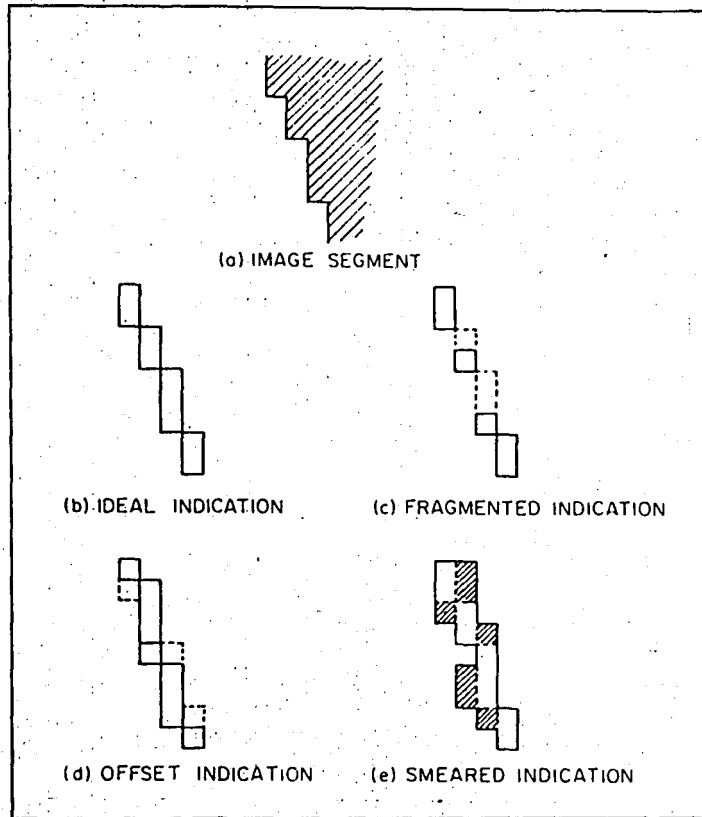 (a) IMAGE SEGMENT
(b) IDEAL INDICATION
(c) FRAGMENTED INDICATION
(d) OFFSET INDICATION
(e) SMEARED INDICATION